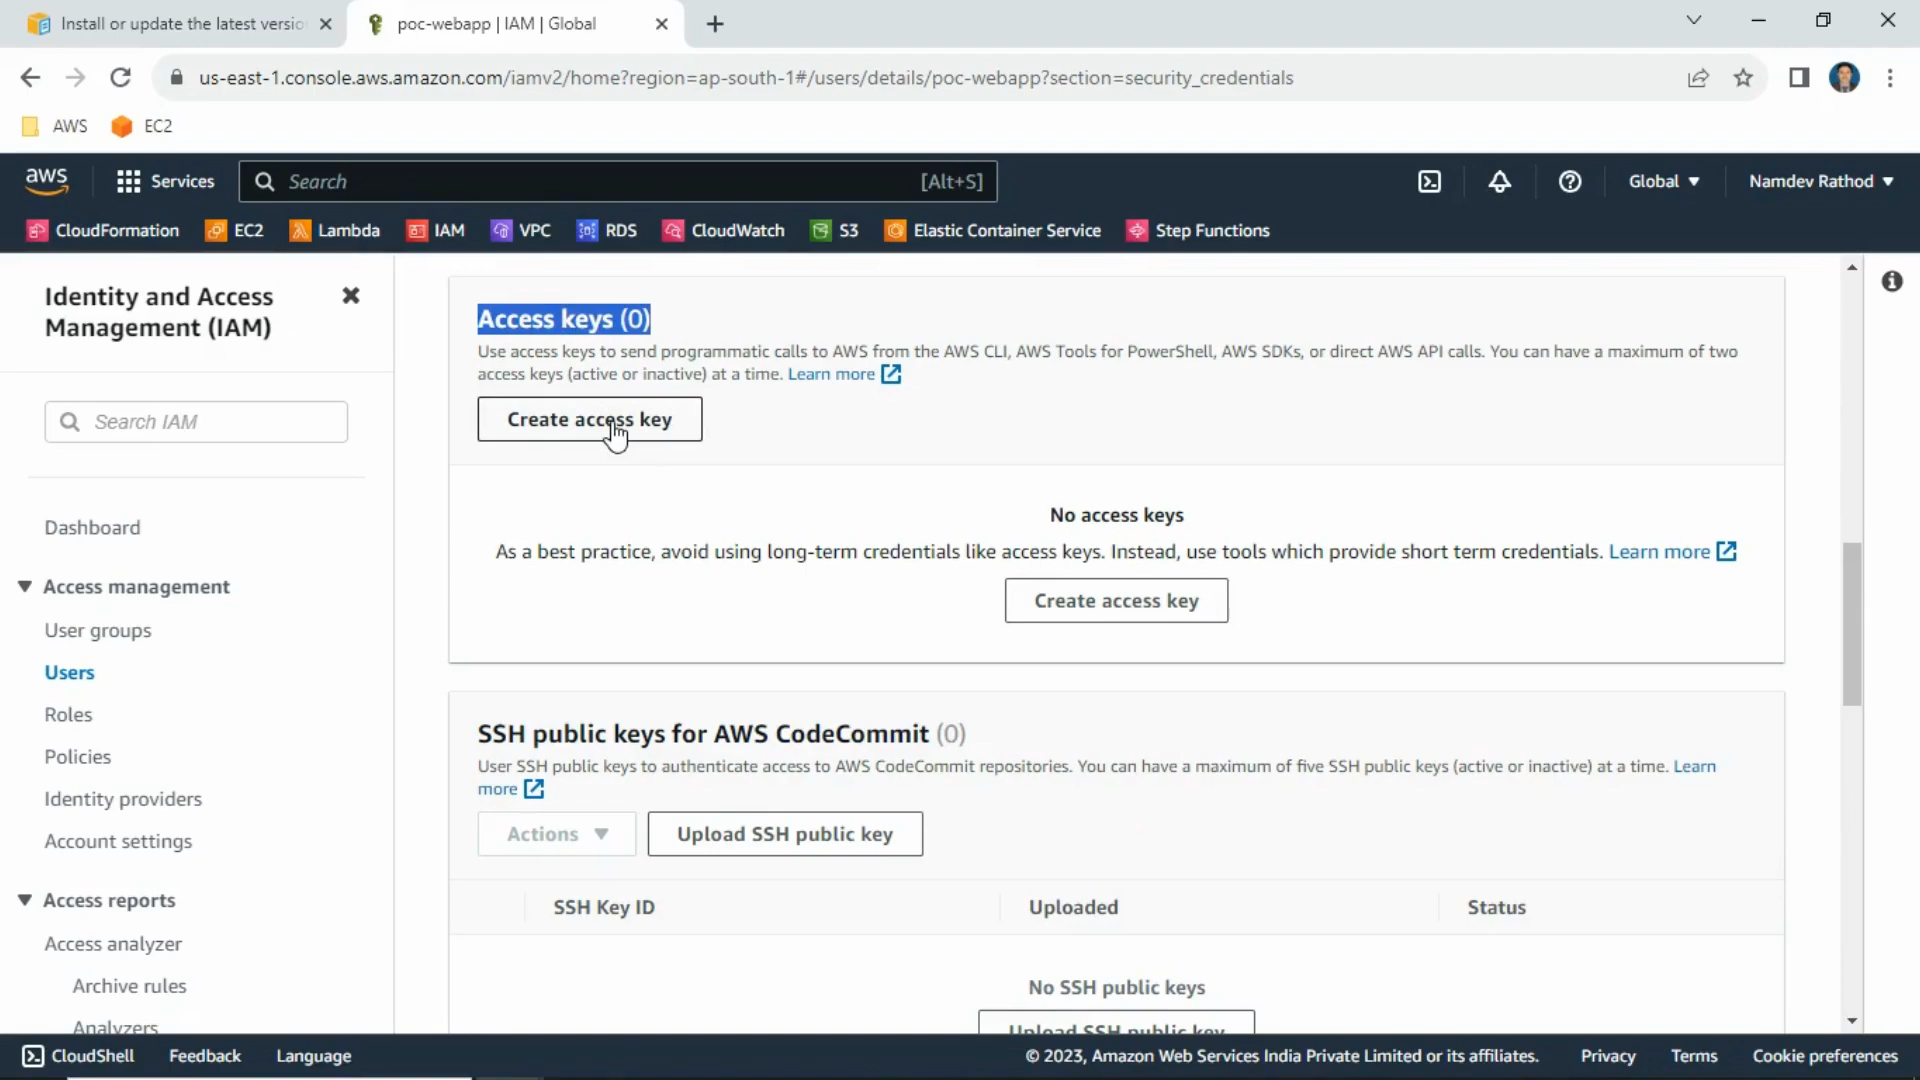 Install or update the latest versio
poc-webapp | IAM | Global
us-east-1.console.aws.amazon.com/iamv2/home?region=ap-south-1#/users/details/poc-webapp?section=security_credentials
AWS
EC2
aws
Services
Search
[Alt+S]
Global
Namdev Rathod
CloudFormation
EC2
Lambda
IAM
VPC
RDS
CloudWatch
S3
Elastic Container Service
Step Functions
Identity and Access
Management (IAM)
Search IAM
Dashboard
Access management
User groups
Users
Roles
Policies
Identity providers
Account settings
Access reports
Access analyzer
Archive rules
Analyzers
Access keys (0)
Use access keys to send programmatic calls to AWS from the AWS CLI, AWS Tools for PowerShell, AWS SDKs, or direct AWS API calls. You can have a maximum of two
access keys (active or inactive) at a time. Learn more
Create access key
No access keys
As a best practice, avoid using long-term credentials like access keys. Instead, use tools which provide short term credentials. Learn more
Create access key
SSH public keys for AWS CodeCommit (0)
User SSH public keys to authenticate access to AWS CodeCommit repositories. You can have a maximum of five SSH public keys (active or inactive) at a time. Learn
more
Actions
Upload SSH public key
SSH Key ID
Uploaded
Status
No SSH public keys
Upload SSH public key
CloudShell
Feedback
Language
© 2023, Amazon Web Services India Private Limited or its affiliates.
Privacy
Terms
Cookie preferences